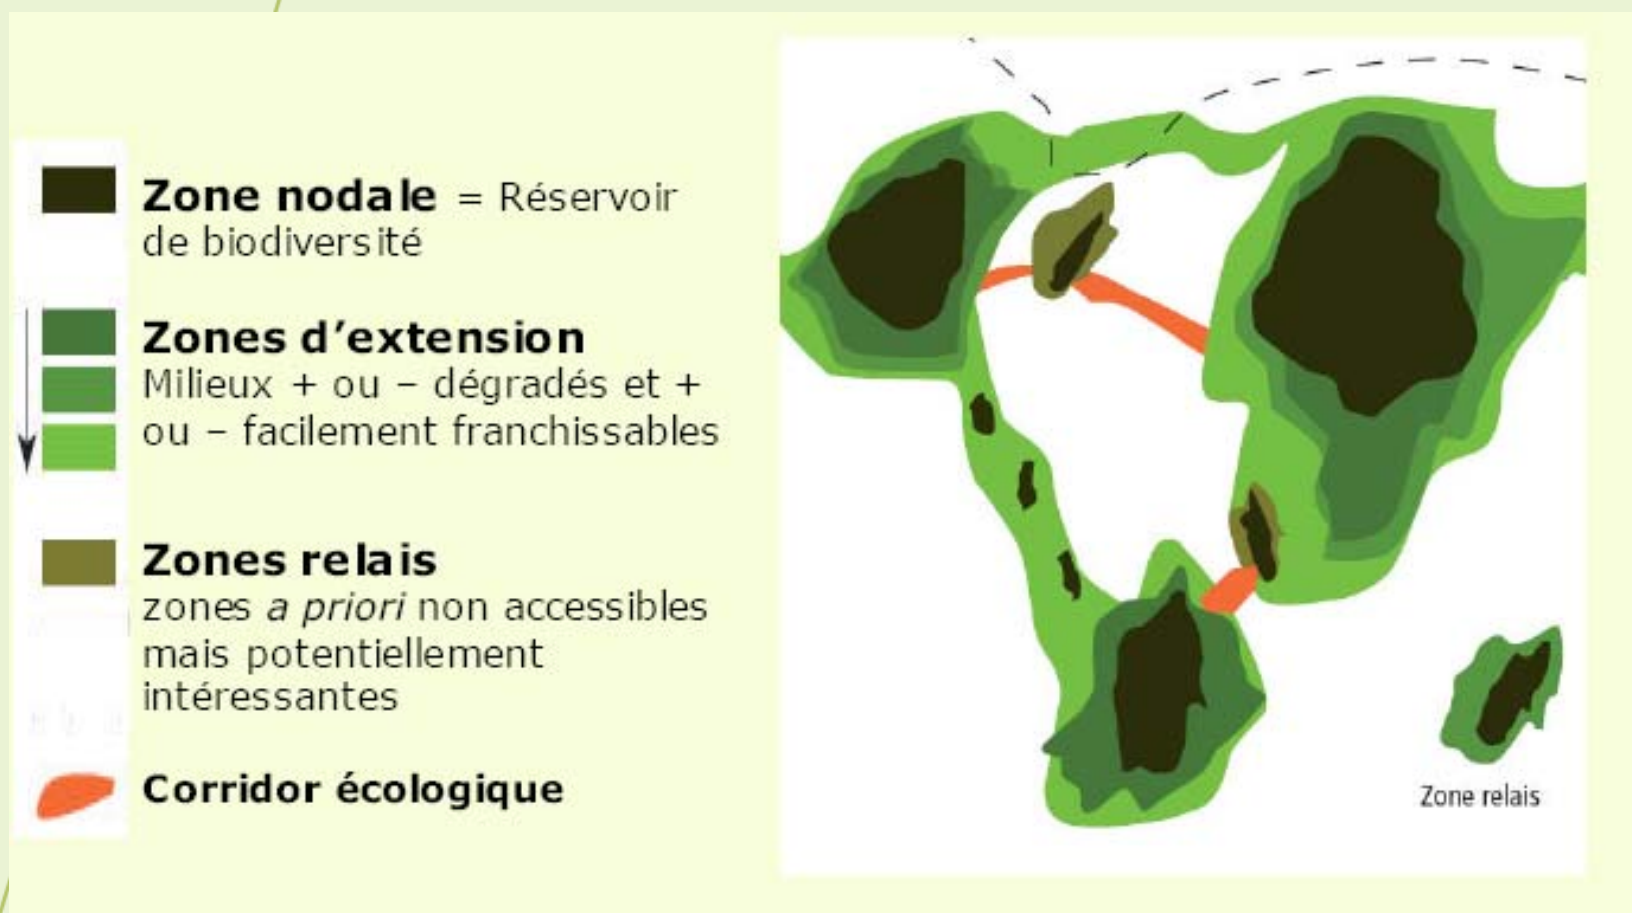 Zone nodale = Réservoir
de biodiversité
Zones d’extension
Milieux + ou – dégradés et +
ou – facilement franchissables
Zones relais
zones a priori non accessibles
mais potentiellement
intéressantes
Corridor écologique
Zone relais